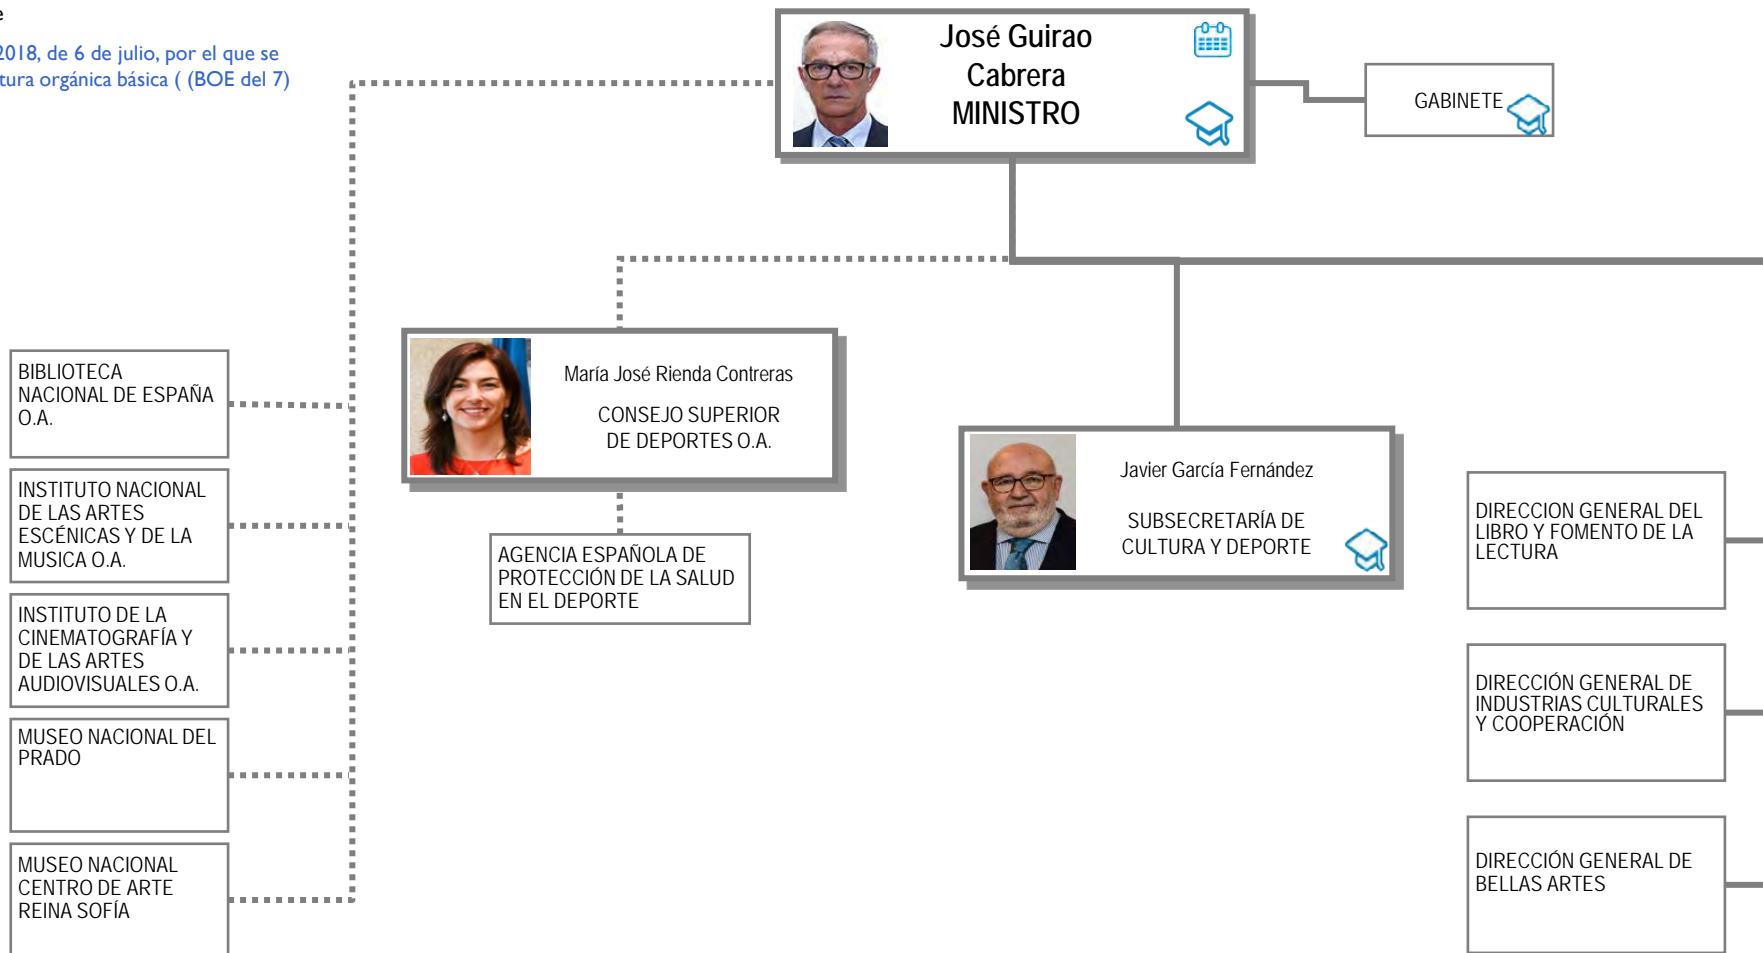 e
2018, de 6 de julio, por el que se
tura orgánica básica ( (BOE del 7)
José Guirao
Cabrera
MINISTRO
GABINETE
María José Rienda Contreras
CONSEJO SUPERIOR
DE DEPORTES O.A.
Javier García Fernández
SUBSECRETARÍA DE
CULTURA Y DEPORTE
AGENCIA ESPAÑOLA DE
PROTECCIÓN DE LA SALUD
EN EL DEPORTE
BIBLIOTECA
NACIONAL DE ESPAÑA
O.A.
INSTITUTO NACIONAL
DE LAS ARTES
ESCÉNICAS Y DE LA
MUSICA O.A.
INSTITUTO DE LA
CINEMATOGRAFÍA Y
DE LAS ARTES
AUDIOVISUALES O.A.
MUSEO NACIONAL DEL
PRADO
MUSEO NACIONAL
CENTRO DE ARTE
REINA SOFÍA
DIRECCION GENERAL DEL
LIBRO Y FOMENTO DE LA
LECTURA
DIRECCIÓN GENERAL DE
INDUSTRIAS CULTURALES
Y COOPERACIÓN
DIRECCIÓN GENERAL DE
BELLAS ARTES